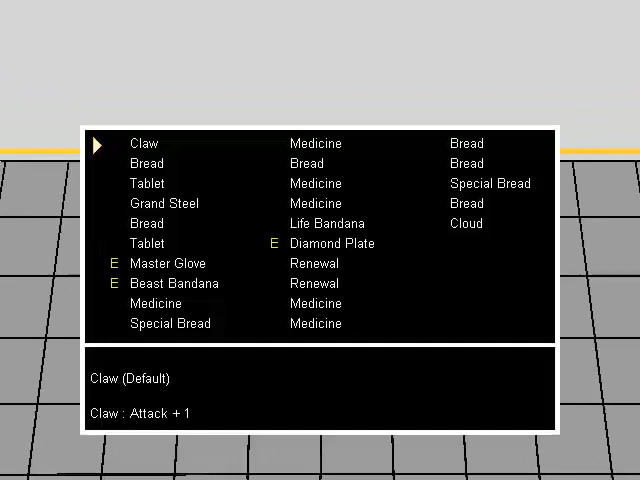 Claw Medicine Bread
Bread Bread Bread
Tablet Medicine Special Bread
Grand Steel Medicine Bread
Bread Life Bandana Cloud
Tablet E Diamond Plate
E Master Glove Renewal
E Beast Bandana Renewal
Medicine Medicine
Special Bread Medicine
Claw (Default)
Claw : Attack + 1